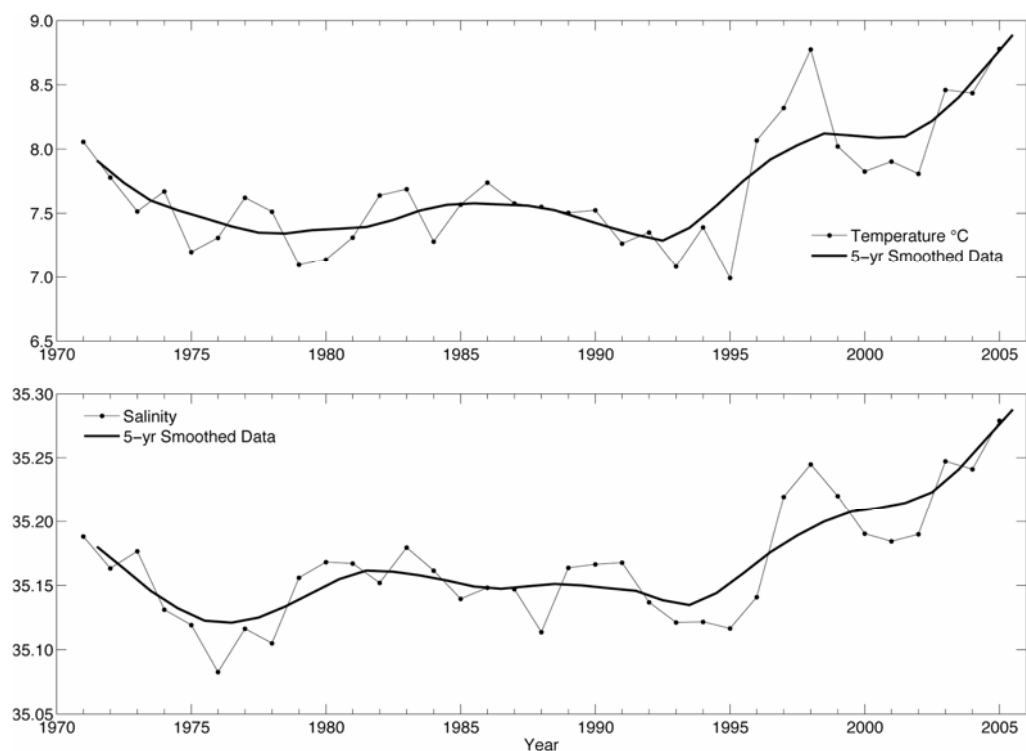 9.0
8.5
8.0
7.5
7.0
6.5
Temperature °C
5-yr Smoothed Data
1970 1975 1980 1985 1990 1995 2000 2005
35.30
35.25
35.20
35.15
35.10
35.05
Salinity
5-yr Smoothed Data
1970 1975 1980 1985 1990 1995 2000 2005
Year